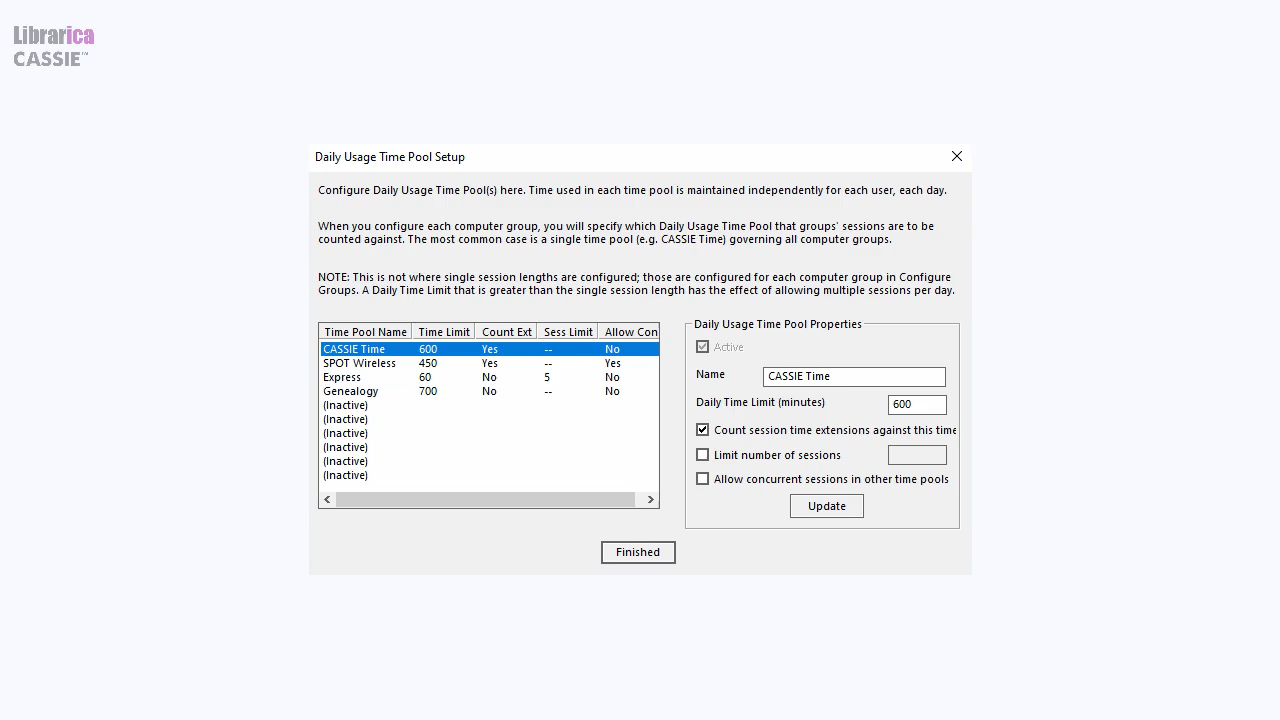 Librarica
CASSIE™
Daily Usage Time Pool Setup
Configure Daily Usage Time Pool(s) here. Time used in each time pool is maintained independently for each user, each day.
When you configure each computer group, you will specify which Daily Usage Time Pool that groups' sessions are to be
counted against. The most common case is a single time pool (e.g. CASSIE Time) governing all computer groups.
NOTE: This is not where single session lengths are configured; those are configured for each computer group in Configure
Groups. A Daily Time Limit that is greater than the single session length has the effect of allowing multiple sessions per day.
Time Pool Name Time Limit Count Ext Sess Limit Allow Con
CASSIE Time 600 Yes -- No
SPOT Wireless 450 Yes -- Yes
Express 60 No 5 No
Genealogy 700 No -- No
(Inactive)
(Inactive)
(Inactive)
(Inactive)
(Inactive)
(Inactive)
Daily Usage Time Pool Properties
Active
Name CASSIE Time
Daily Time Limit (minutes) 600
Count session time extensions against this time
Limit number of sessions
Allow concurrent sessions in other time pools
Update
Finished